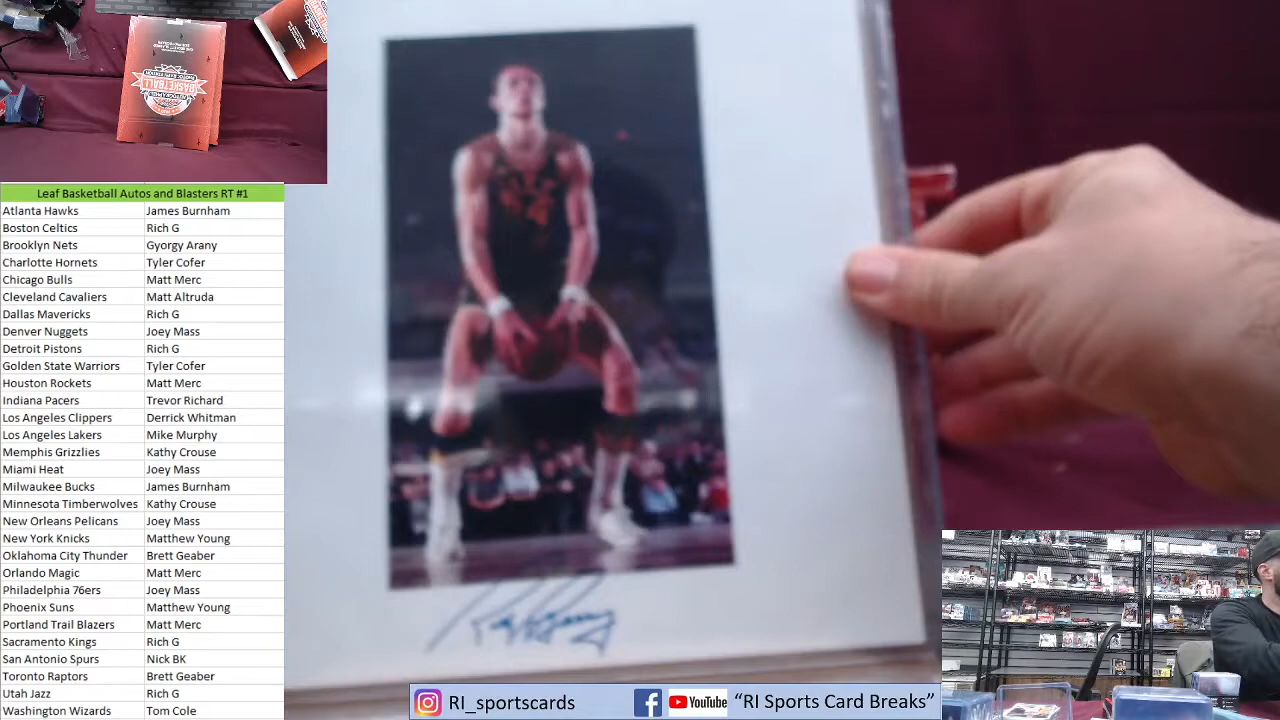 BASKETBALL
Leaf Basketball Autos and Blasters RT #1
Atlanta Hawks James Burnham
Boston Celtics Rich G
Brooklyn Nets Gyorgy Arany
Charlotte Hornets Tyler Cofer
Chicago Bulls Matt Merc
Cleveland Cavaliers Matt Altruda
Dallas Mavericks Rich G
Denver Nuggets Joey Mass
Detroit Pistons Rich G
Golden State Warriors Tyler Cofer
Houston Rockets Matt Merc
Indiana Pacers Trevor Richard
Los Angeles Clippers Derrick Whitman
Los Angeles Lakers Mike Murphy
Memphis Grizzlies Kathy Crouse
Miami Heat Joey Mass
Milwaukee Bucks James Burnham
Minnesota Timberwolves Kathy Crouse
New Orleans Pelicans Joey Mass
New York Knicks Matthew Young
Oklahoma City Thunder Brett Geaber
Orlando Magic Matt Merc
Philadelphia 76ers Joey Mass
Phoenix Suns Matthew Young
Portland Trail Blazers Matt Merc
Sacramento Kings Rich G
San Antonio Spurs Nick BK
Toronto Raptors Brett Geaber
Utah Jazz Rich G
Washington Wizards Tom Cole
RI_sportscards YouTube "RI Sports Card Breaks"